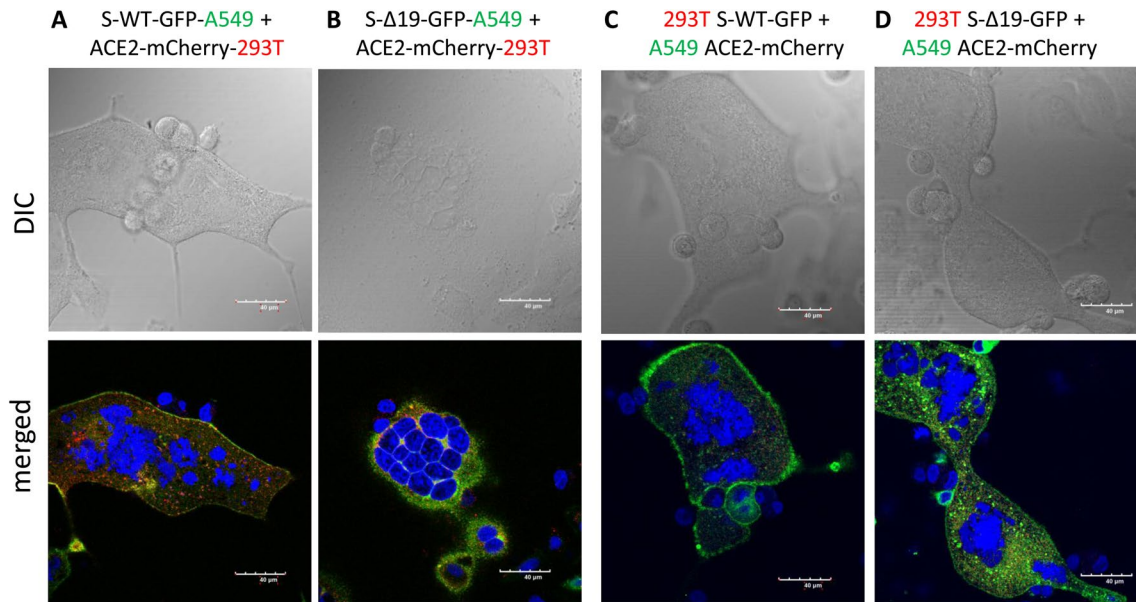 A
S-WT-GFP-A549 +
ACE2-mCherry-293T
B
S-Δ19-GFP-A549 +
ACE2-mCherry-293T
C
293T S-WT-GFP +
A549 ACE2-mCherry
D
293T S-Δ19-GFP +
A549 ACE2-mCherry
DIC
40 µm
40 µm
40 µm
40 µm
merged
40 µm
40 µm
40 µm
40 µm